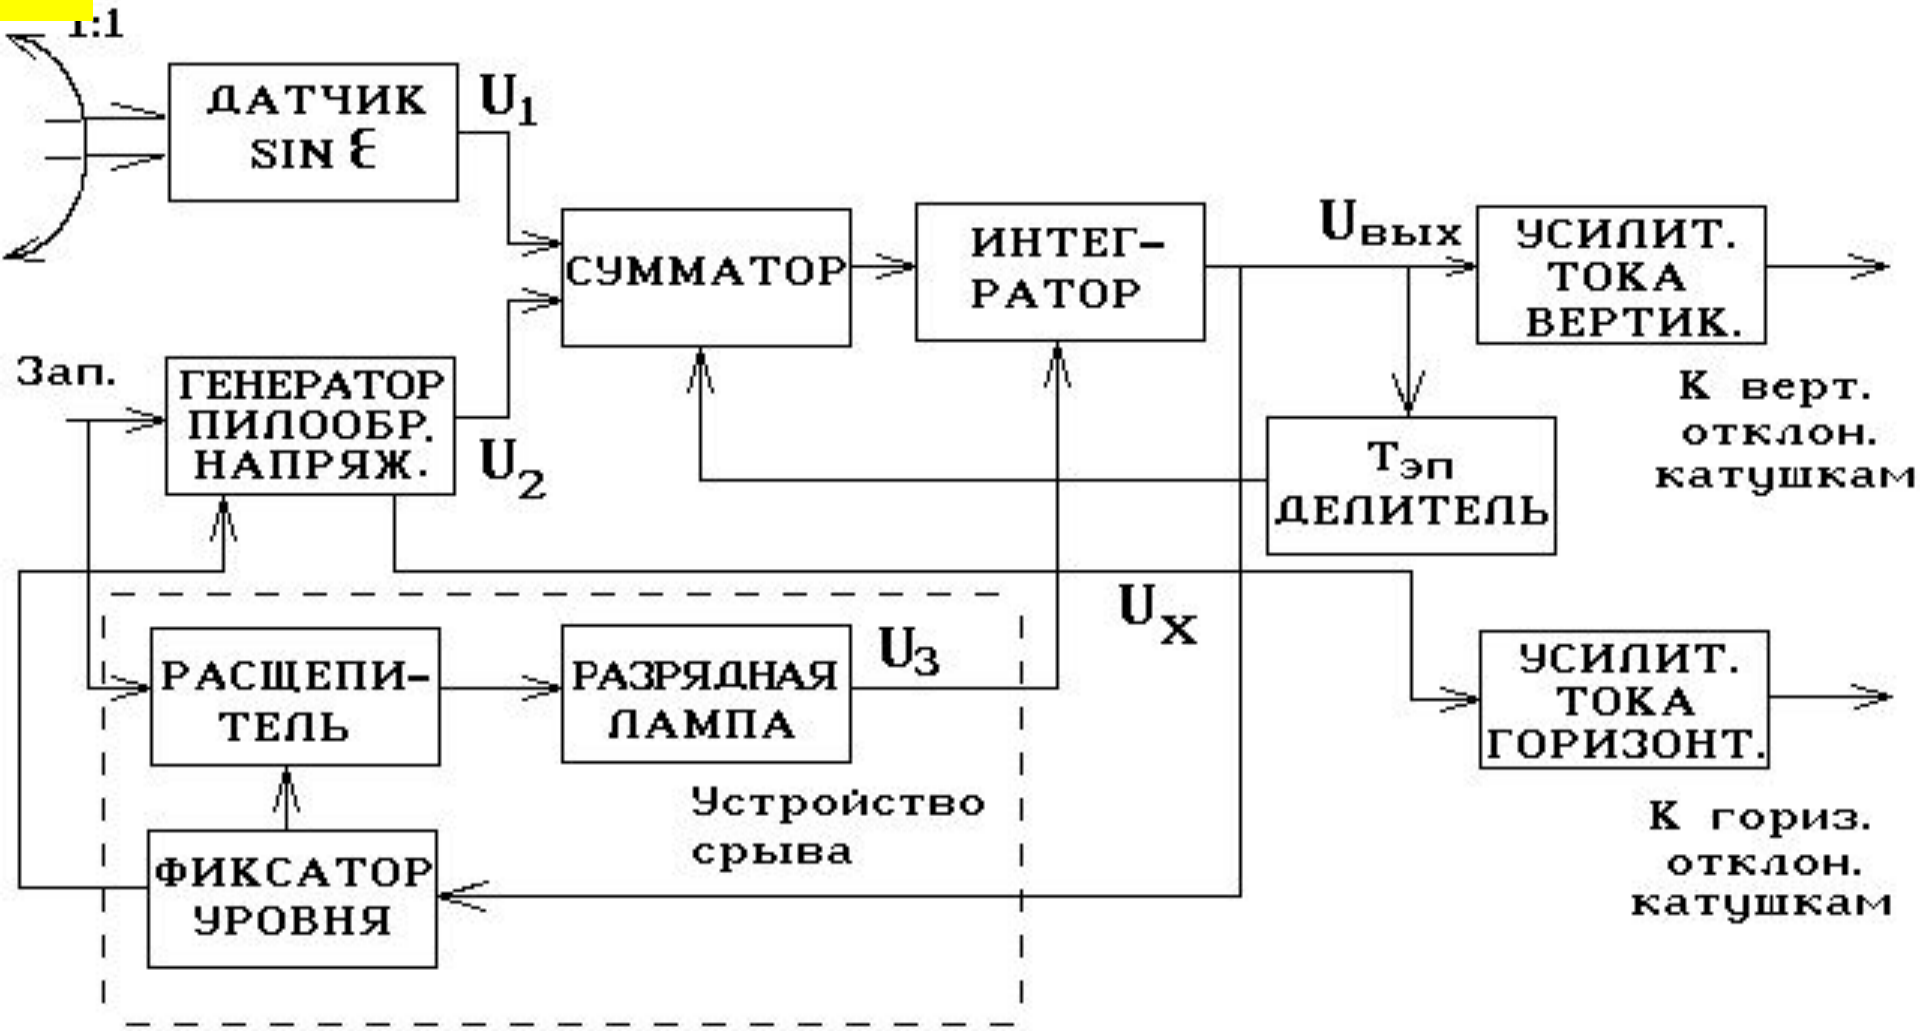 1:1
ДАТЧИК
SIN Ɛ
U1
СУММАТОР
ИНТЕГ-
РАТОР
Uвых
УСИЛИТ.
ТОКА
ВЕРТИК.
К верт.
отклон.
катушкам
Зап.
ГЕНЕРАТОР
ПИЛООБР.
НАПРЯЖ.
U2
Tэп
ДЕЛИТЕЛЬ
Ux
РАСЩЕПИ-
ТЕЛЬ
РАЗРЯДНАЯ
ЛАМПА
U3
УСИЛИТ.
ТОКА
ГОРИЗОНТ.
К гориз.
отклон.
катушкам
Устройство
срыва
ФИКСАТОР
УРОВНЯ